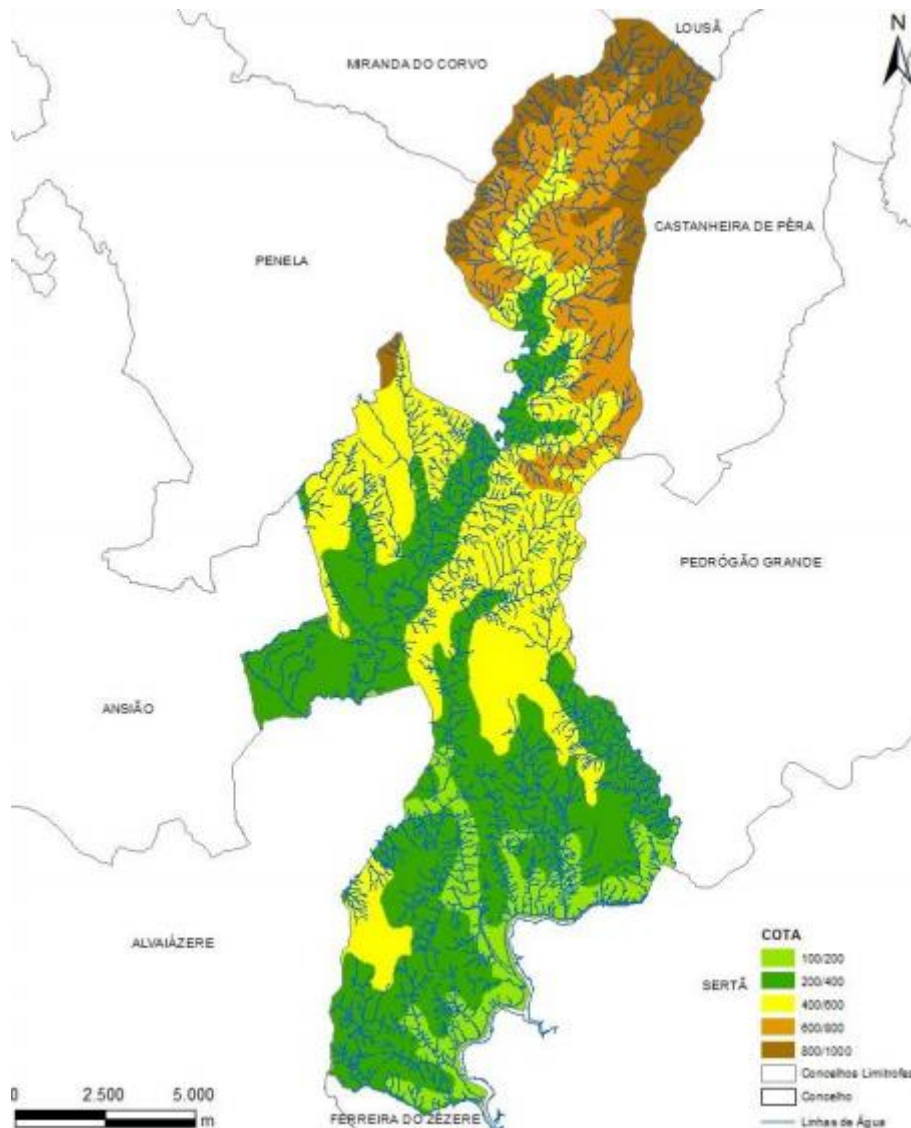 LOUSÃ
N
MIRANDA DO CORVO
CASTANHEIRA DE PÊRA
PENELA
PEDRÓGÃO GRANDE
ANSIÃO
ALVAIÁZERE
SERTÃ
COTA
100/200
200/400
400/600
600/800
800/1000
Concelhos Limítrofes
Concelho
Linhas de Água
0 2.500 5.000
m
FERREIRA DO ZÊZERE